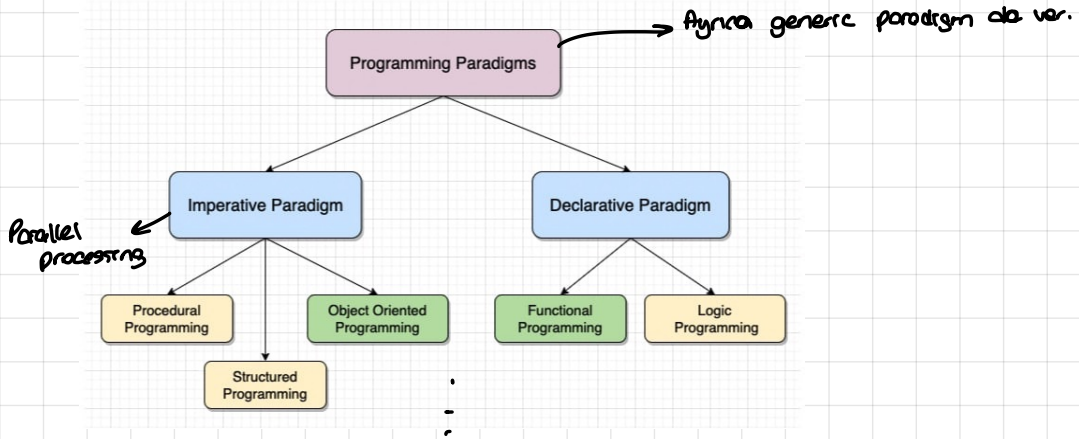 Ayrıca generic paradigm da var.
Programming Paradigms
Imperative Paradigm
Declarative Paradigm
Parallel
processing
Procedural
Programming
Object Oriented
Programming
Functional
Programming
Logic
Programming
Structured
Programming